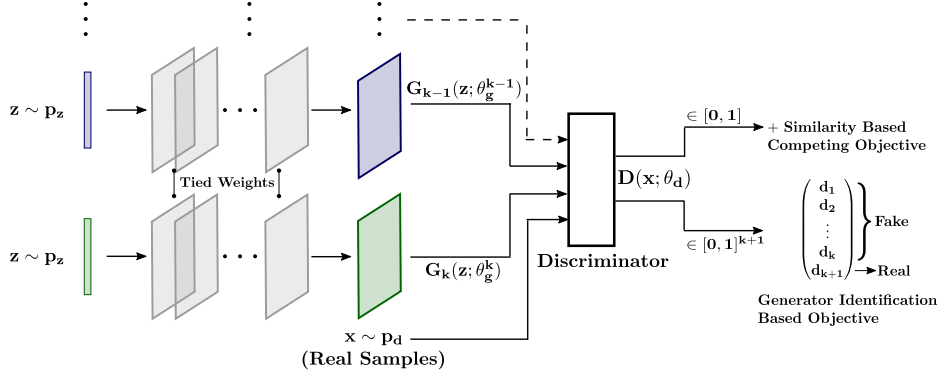 z ∼ p_z
G_{k−1}(z; θ_g^{k−1})
∈ [0, 1]
+ Similarity Based
Competing Objective
D(x; θ_d)
Tied Weights
z ∼ p_z
G_k(z; θ_g^k)
Discriminator
∈ [0, 1]^{k+1}
d_1
d_2
⋮
d_k
d_{k+1}
Fake
Real
Generator Identification
Based Objective
x ∼ p_d
(Real Samples)